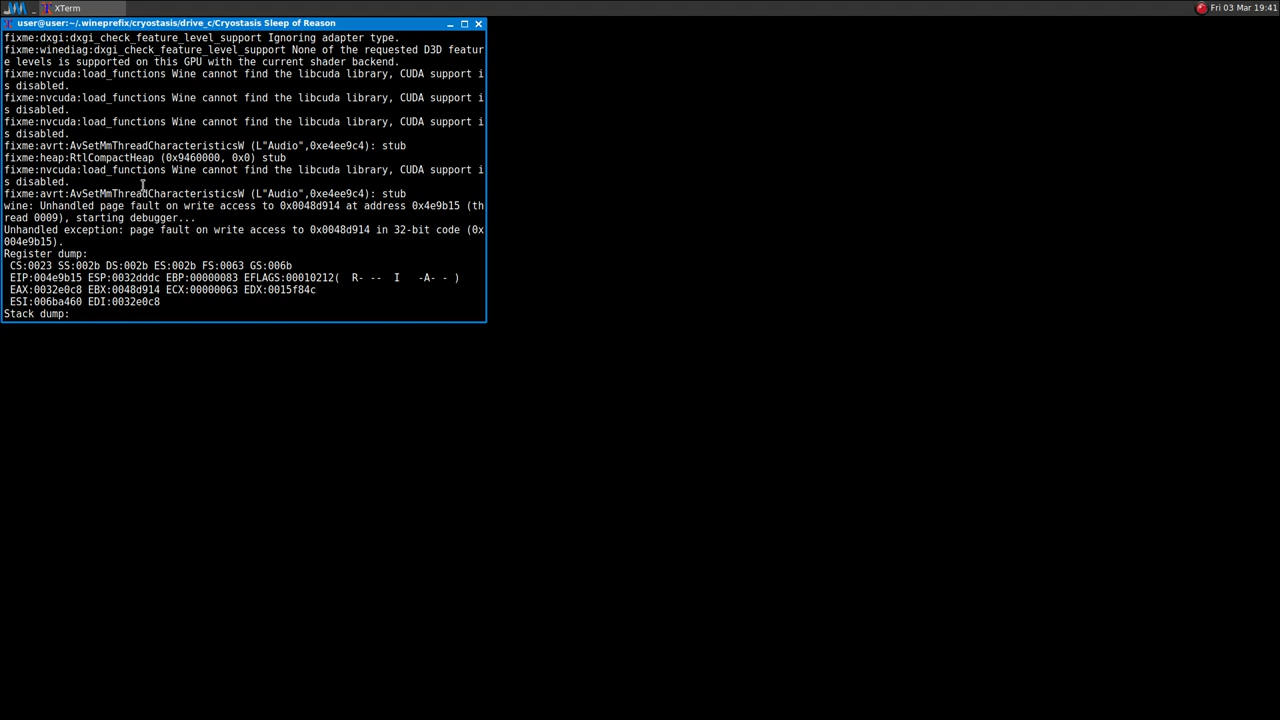 XTerm
Fri 03 Mar 19:41
user@user:~/.wineprefix/cryostasis/drive_c/Cryostasis Sleep of Reason
fixme:dxgi:dxgi_check_feature_level_support Ignoring adapter type.
fixme:winediag:dxgi_check_feature_level_support None of the requested D3D featur
e levels is supported on this GPU with the current shader backend.
fixme:nvcuda:load_functions Wine cannot find the libcuda library, CUDA support i
s disabled.
fixme:nvcuda:load_functions Wine cannot find the libcuda library, CUDA support i
s disabled.
fixme:nvcuda:load_functions Wine cannot find the libcuda library, CUDA support i
s disabled.
fixme:avrt:AvSetMmThreadCharacteristicsW (L"Audio",0xe4ee9c4): stub
fixme:heap:RtlCompactHeap (0x9460000, 0x0) stub
fixme:nvcuda:load_functions Wine cannot find the libcuda library, CUDA support i
s disabled.
fixme:avrt:AvSetMmThreadCharacteristicsW (L"Audio",0xe4ee9c4): stub
wine: Unhandled page fault on write access to 0x0048d914 at address 0x4e9b15 (th
read 0009), starting debugger...
Unhandled exception: page fault on write access to 0x0048d914 in 32-bit code (0x
004e9b15).
Register dump:
 CS:0023 SS:002b DS:002b ES:002b FS:0063 GS:006b
 EIP:004e9b15 ESP:0032dddc EBP:00000083 EFLAGS:00010212(  R- --  I   -A- - )
 EAX:0032e0c8 EBX:0048d914 ECX:00000063 EDX:0015f84c
 ESI:006ba460 EDI:0032e0c8
Stack dump: